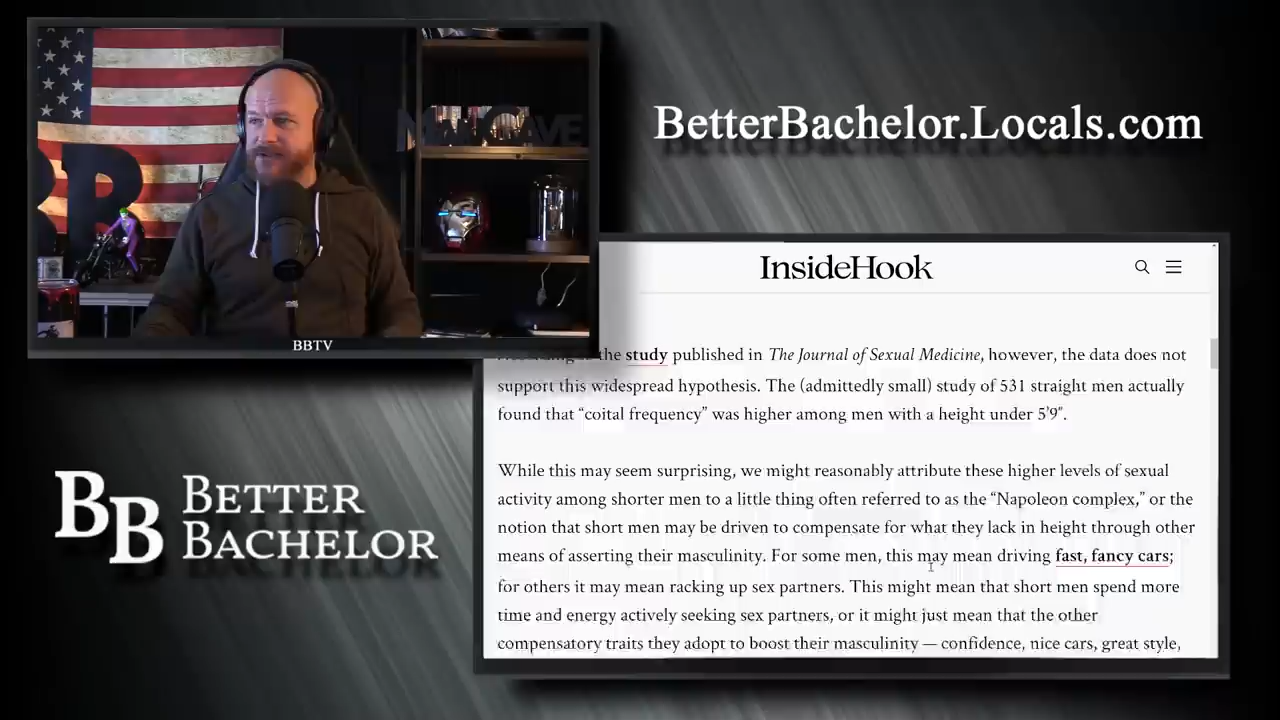 BetterBachelor.Locals.com
MANCAVE
BBTV
InsideHook
the study published in The Journal of Sexual Medicine, however, the data does not
support this widespread hypothesis. The (admittedly small) study of 531 straight men actually
found that “coital frequency” was higher among men with a height under 5’9″.
While this may seem surprising, we might reasonably attribute these higher levels of sexual
activity among shorter men to a little thing often referred to as the “Napoleon complex,” or the
notion that short men may be driven to compensate for what they lack in height through other
means of asserting their masculinity. For some men, this may mean driving fast, fancy cars;
for others it may mean racking up sex partners. This might mean that short men spend more
time and energy actively seeking sex partners, or it might just mean that the other
compensatory traits they adopt to boost their masculinity — confidence, nice cars, great style,
BB BETTER
BACHELOR